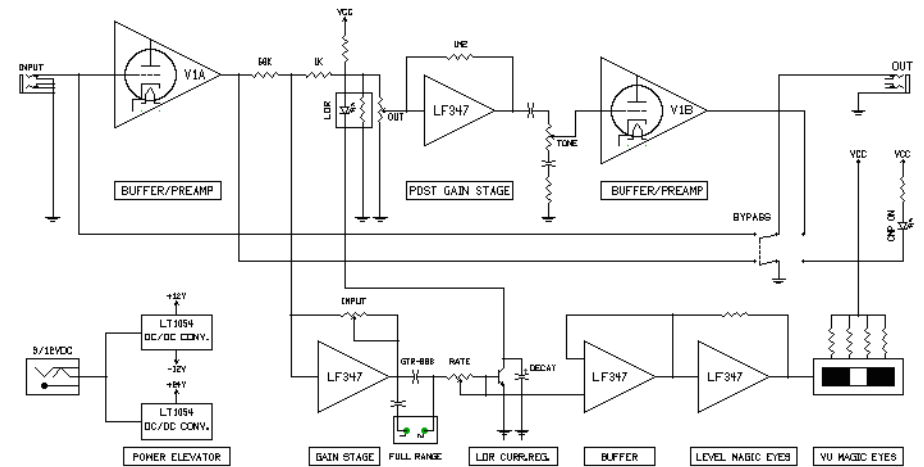 VCC
INPUT
V1A
68K
1K
1M2
LDR
OUT
LF347
TONE
V1B
OUT
BUFFER/PREAMP
POST GAIN STAGE
BUFFER/PREAMP
VCC
VCC
BYPASS
CMP ON
+12V
LT1054
DC/DC CONV.
-12V
9/12VDC
+24V
LT1054
DC/DC CONV.
POWER ELEVATOR
INPUT
LF347
GTR-BBB
RATE
DECAY
LF347
LF347
GAIN STAGE
FULL RANGE
LDR CURR.REG.
BUFFER
LEVEL MAGIC EYES
VU MAGIC EYES